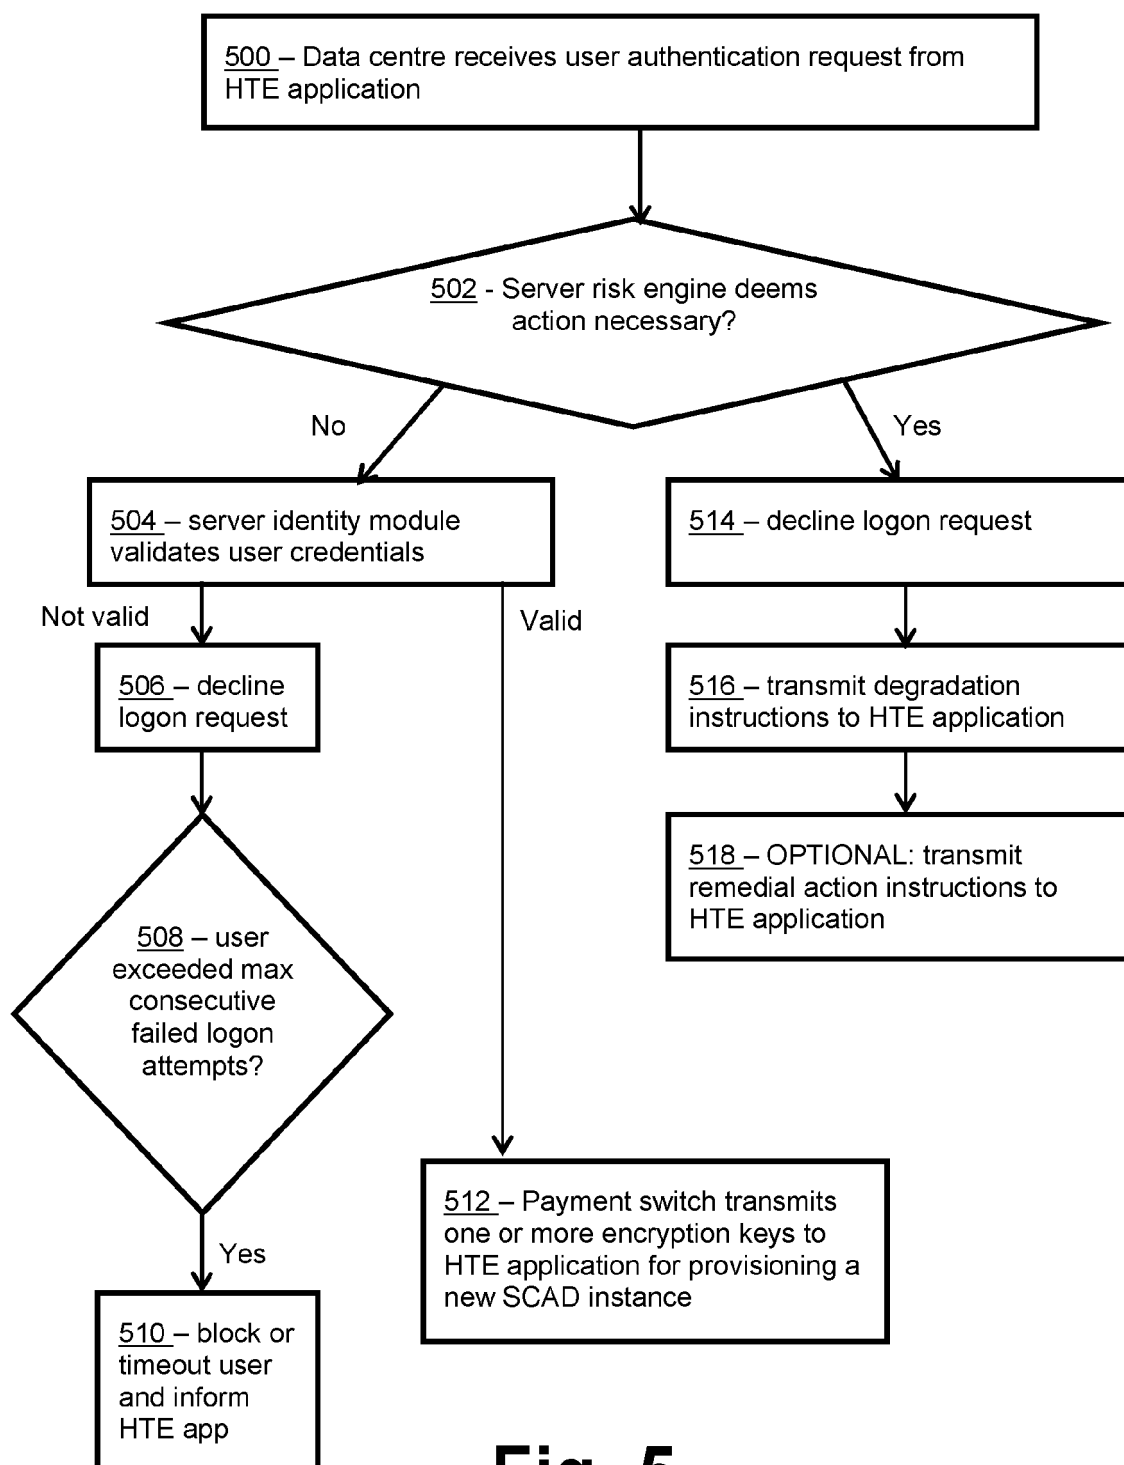 500 – Data centre receives user authentication request from
HTE application
502 - Server risk engine deems
action necessary?
No
Yes
504 – server identity module
validates user credentials
514 – decline logon request
Not valid
Valid
506 – decline
logon request
516 – transmit degradation
instructions to HTE application
518 – OPTIONAL: transmit
remedial action instructions to
HTE application
508 – user
exceeded max
consecutive
failed logon
attempts?
512 – Payment switch transmits
one or more encryption keys to
HTE application for provisioning a
new SCAD instance
Yes
510 – block or
timeout user
and inform
HTE app
Fig. 5